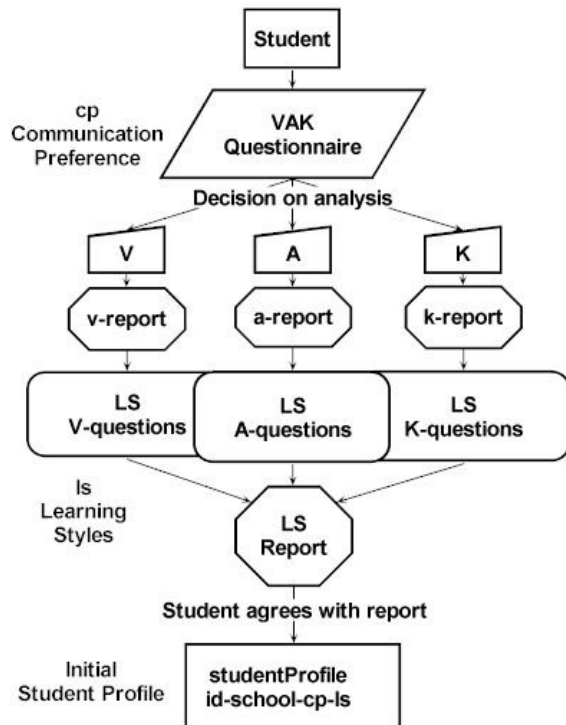 Student
cp
Communication
Preference
VAK
Questionnaire
Decision on analysis
V
A
K
v-report
a-report
k-report
LS
V-questions
LS
A-questions
LS
K-questions
ls
Learning
Styles
LS
Report
Student agrees with report
Initial
Student Profile
studentProfile
id-school-cp-ls